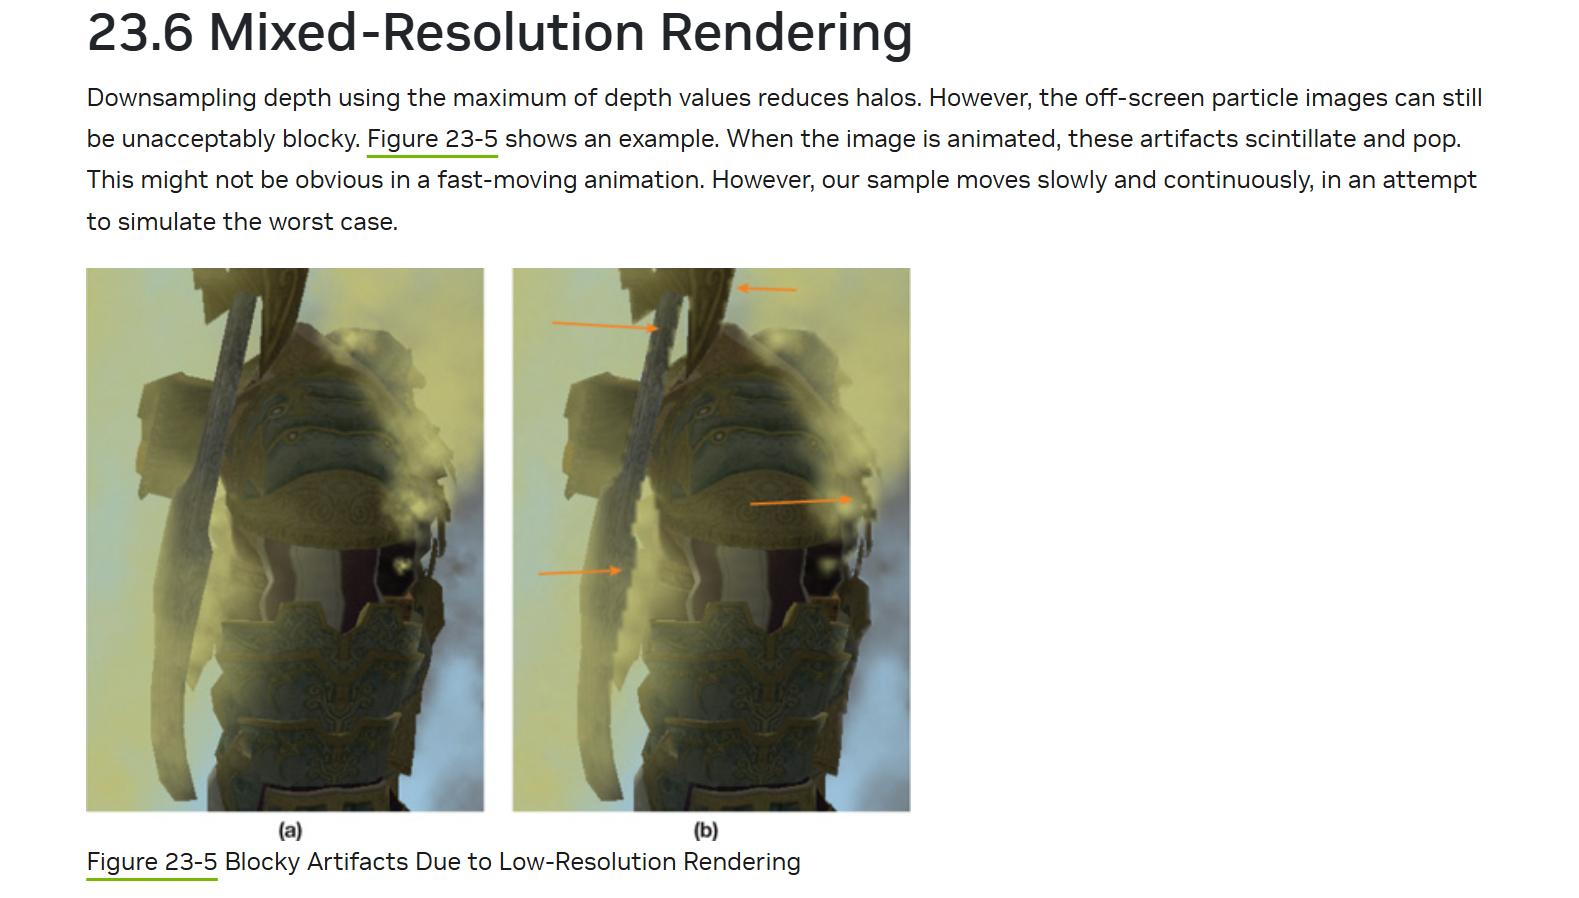 23.6 Mixed-Resolution Rendering
Downsampling depth using the maximum of depth values reduces halos. However, the off-screen particle images can still
be unacceptably blocky. Figure 23-5 shows an example. When the image is animated, these artifacts scintillate and pop.
This might not be obvious in a fast-moving animation. However, our sample moves slowly and continuously, in an attempt
to simulate the worst case.
(a)
(b)
Figure 23-5 Blocky Artifacts Due to Low-Resolution Rendering